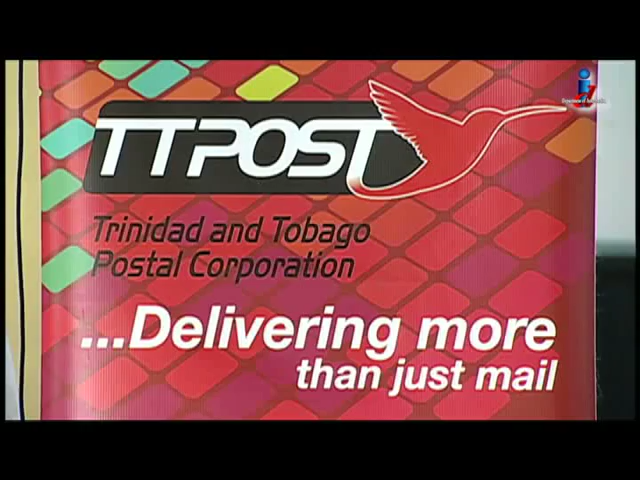 TTPOST
Trinidad and Tobago
Postal Corporation
...Delivering more
than just mail